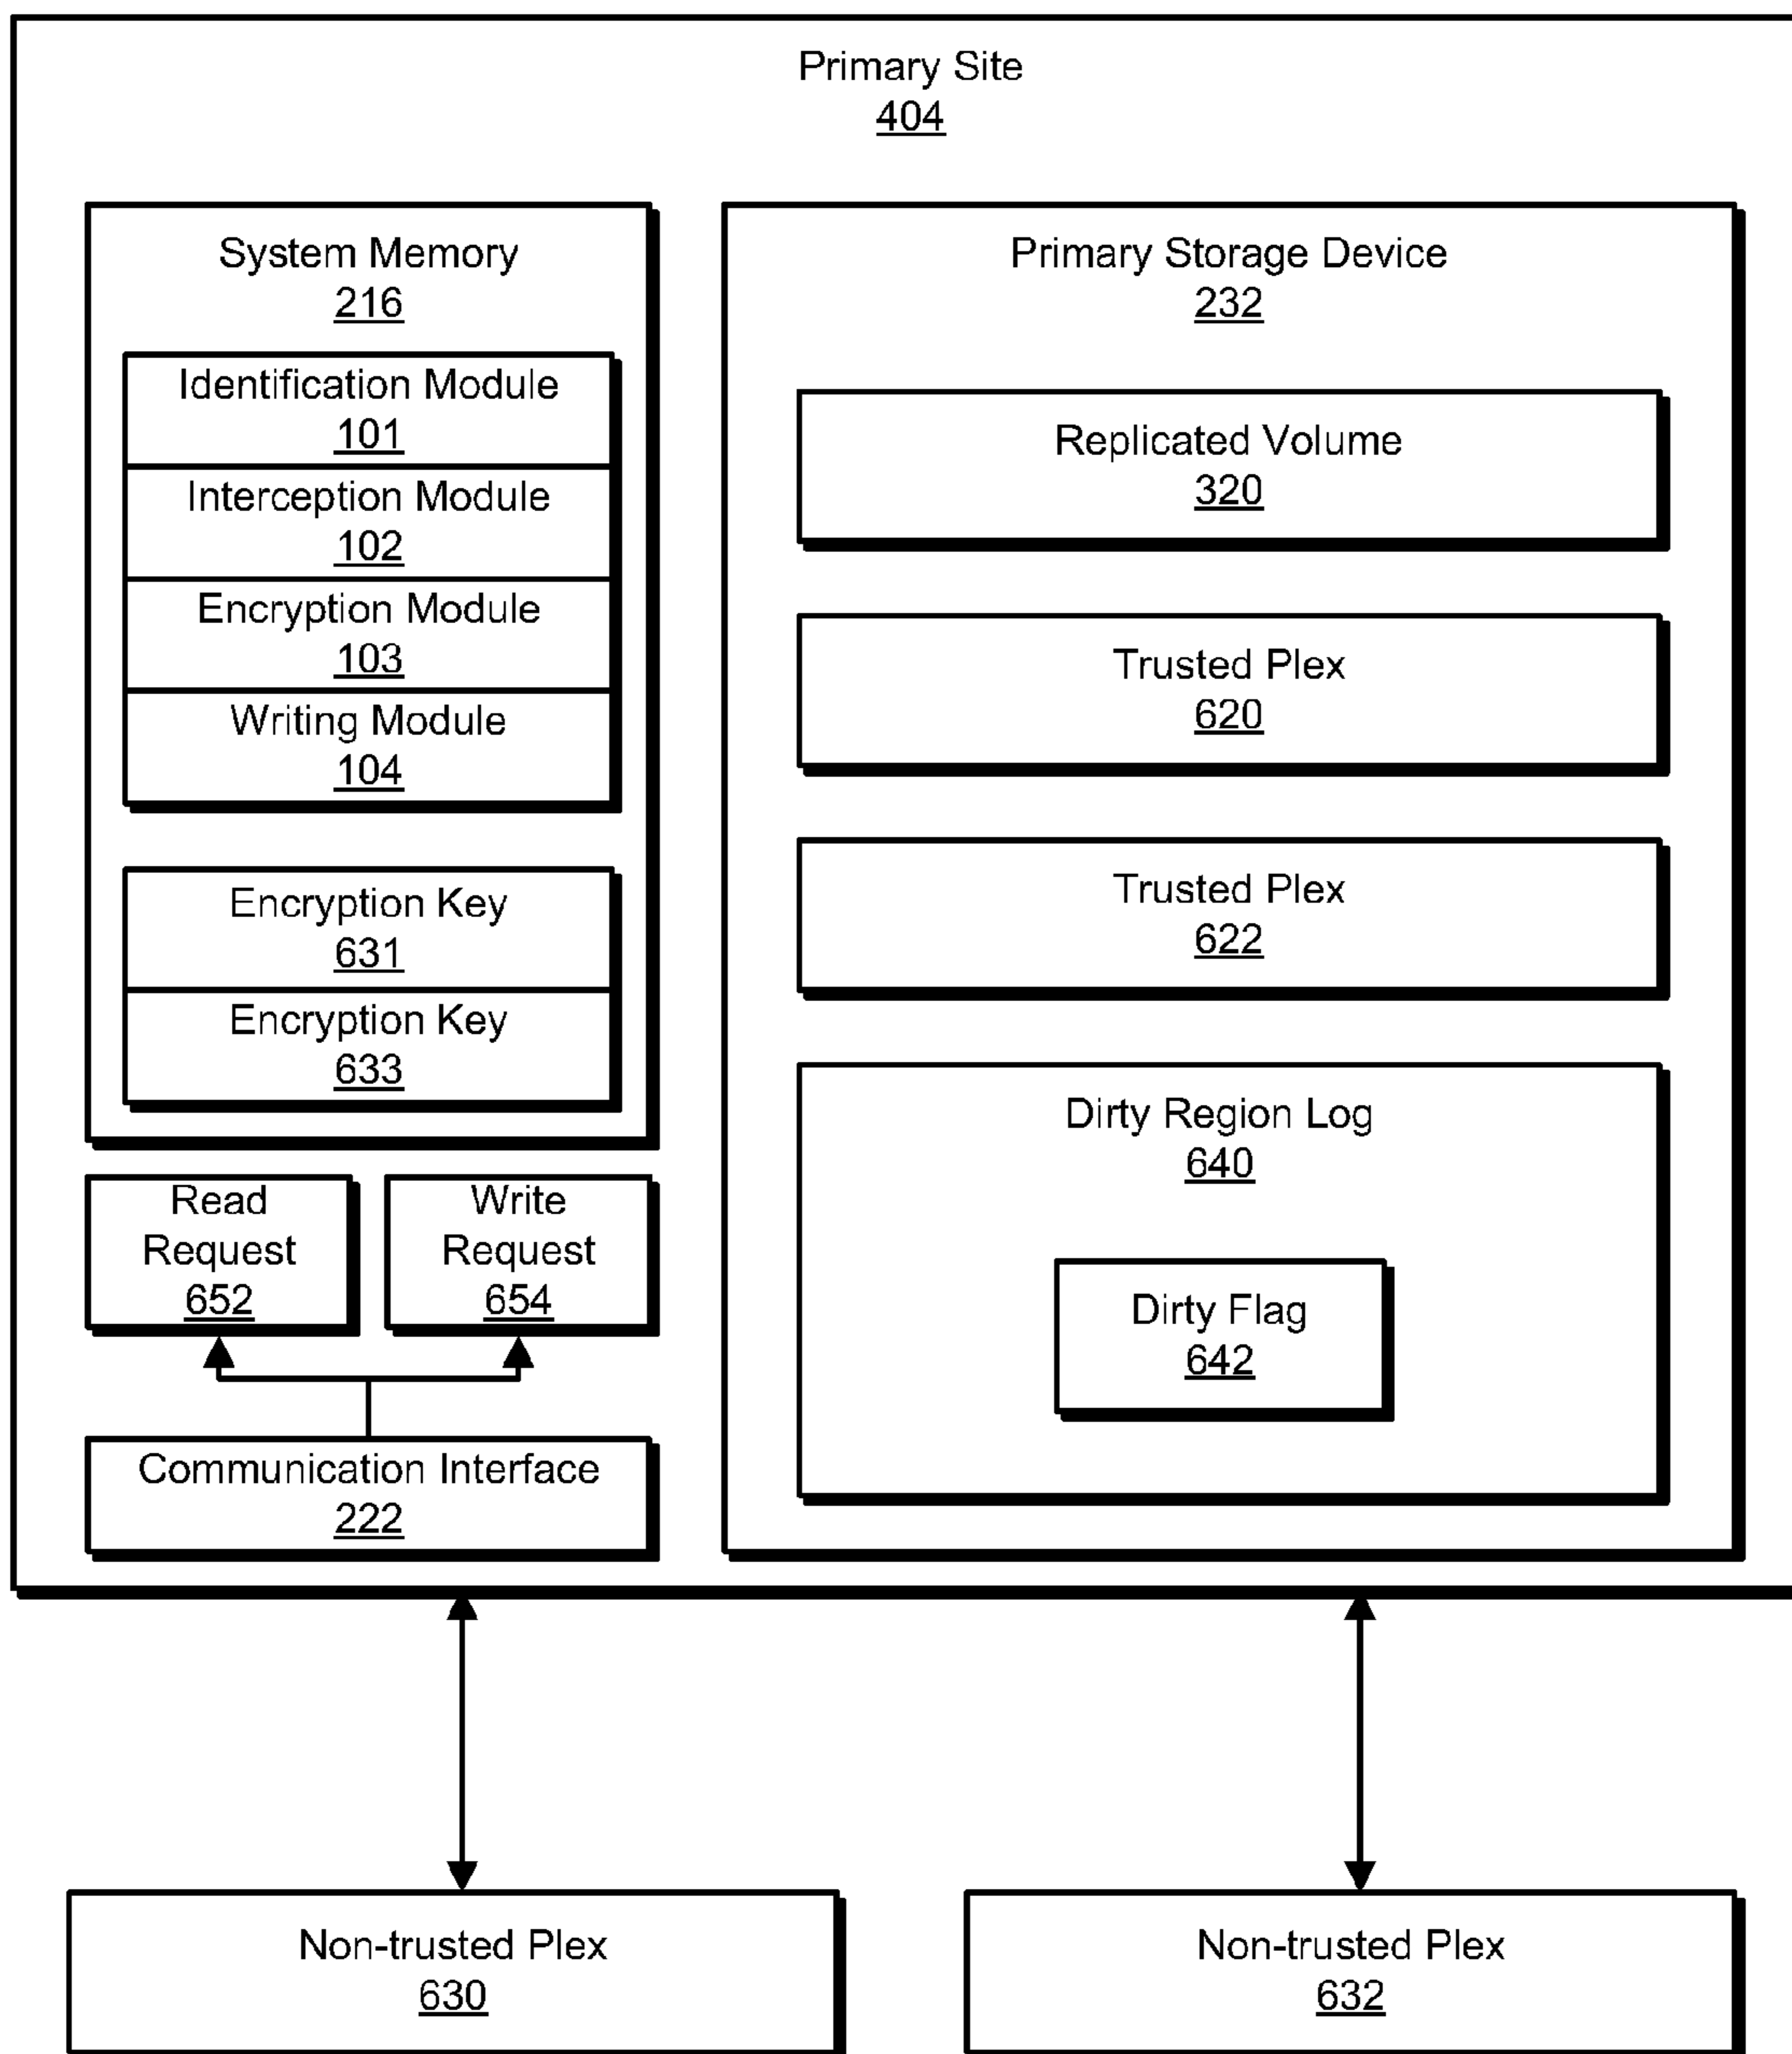 Primary Site
404
System Memory
216
Identification Module
101
Interception Module
102
Encryption Module
103
Writing Module
104
Encryption Key
631
Encryption Key
633
Read
Request
652
Write
Request
654
Communication Interface
222
Primary Storage Device
232
Replicated Volume
320
Trusted Plex
620
Trusted Plex
622
Dirty Region Log
640
Dirty Flag
642
Non-trusted Plex
630
Non-trusted Plex
632